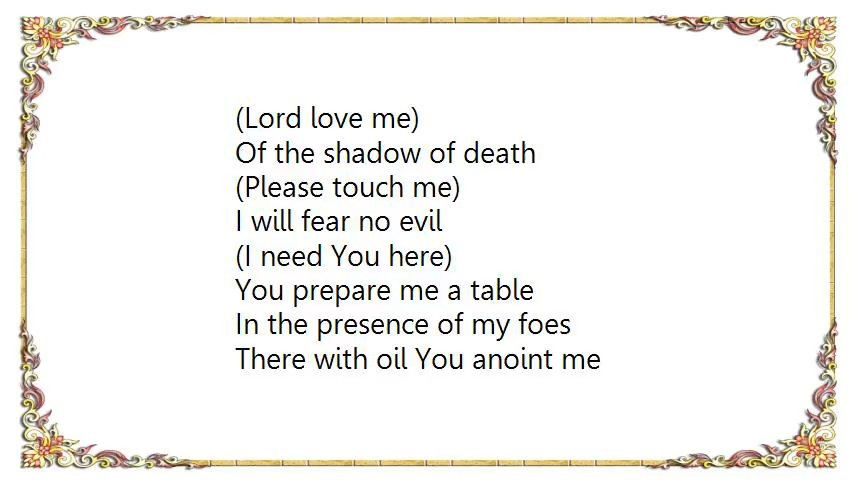 (Lord love me)
Of the shadow of death
(Please touch me)
I will fear no evil
(I need You here)
You prepare me a table
In the presence of my foes
There with oil You anoint me